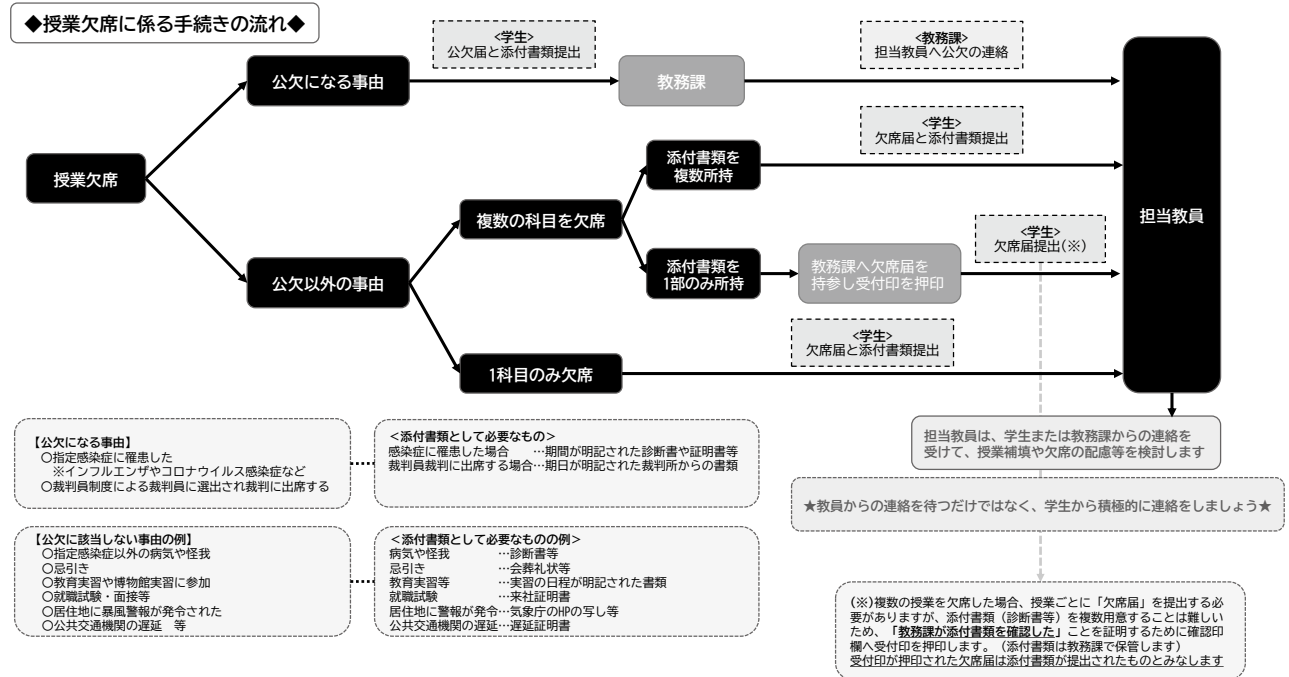 ◆授業欠席に係る手続きの流れ◆
<学生>
公欠届と添付書類提出
<教務課>
担当教員へ公欠の連絡
公欠になる事由
教務課
<学生>
欠席届と添付書類提出
添付書類を
複数所持
授業欠席
複数の科目を欠席
担当教員
<学生>
欠席届提出(※)
公欠以外の事由
添付書類を
1部のみ所持
教務課へ欠席届を
持参し受付印を押印
<学生>
欠席届と添付書類提出
1科目のみ欠席
【公欠になる事由】
○指定感染症に罹患した
※インフルエンザやコロナウイルス感染症など
○裁判員制度による裁判員に選出され裁判に出席する
<添付書類として必要なもの>
感染症に罹患した場合 …期間が明記された診断書や証明書等
裁判員裁判に出席する場合…期日が明記された裁判所からの書類
担当教員は、学生または教務課からの連絡を
受けて、授業補填や欠席の配慮等を検討します
★教員からの連絡を待つだけではなく、学生から積極的に連絡をしましょう★
【公欠に該当しない事由の例】
○指定感染症以外の病気や怪我
○忌引き
○教育実習や博物館実習に参加
○就職試験・面接等
○居住地に暴風警報が発令された
○公共交通機関の遅延 等
<添付書類として必要なものの例>
病気や怪我 …診断書等
忌引き …会葬礼状等
教育実習等 …実習の日程が明記された書類
就職試験 …来社証明書
居住地に警報が発令…気象庁のHPの写し等
公共交通機関の遅延…遅延証明書
(※)複数の授業を欠席した場合、授業ごとに「欠席届」を提出する必
要がありますが、添付書類（診断書等）を複数用意することは難しい
ため、「教務課が添付書類を確認した」ことを証明するために確認印
欄へ受付印を押印します。（添付書類は教務課で保管します）
受付印が押印された欠席届は添付書類が提出されたものとみなします